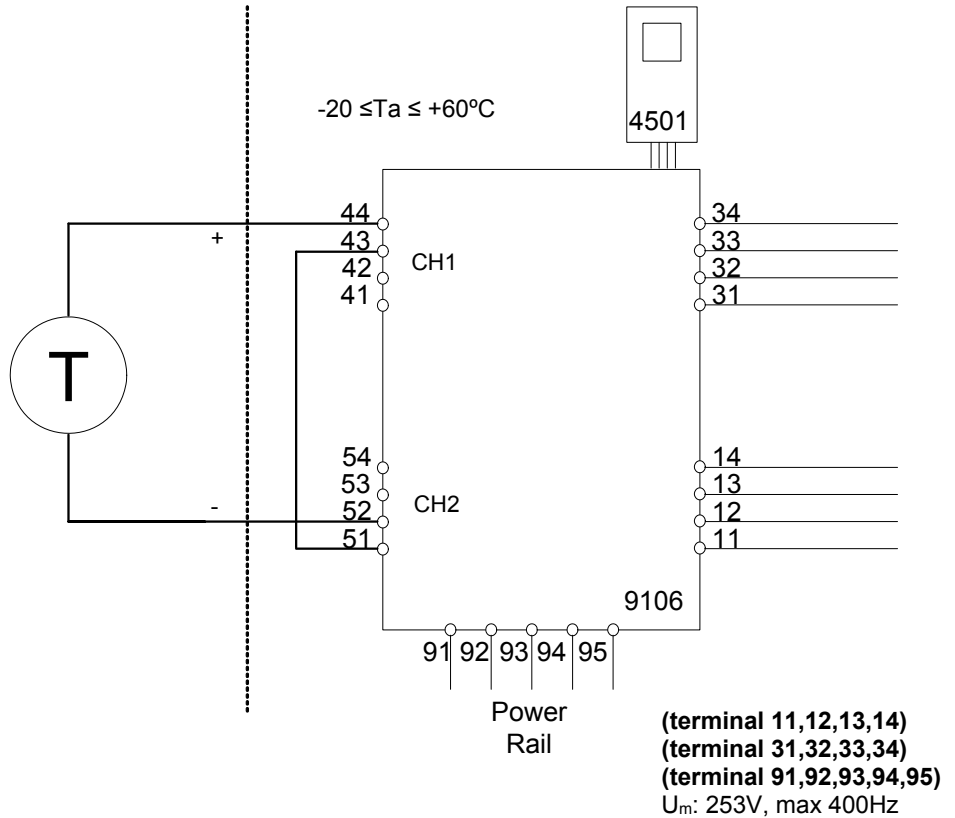 4501
-20 ≤Ta ≤ +60ºC
44
+
43
42
41
CH1
34
33
32
31
T
54
53
52
51
-
CH2
14
13
12
11
9106
91 92 93 94 95
Power
Rail
(terminal 11,12,13,14)
(terminal 31,32,33,34)
(terminal 91,92,93,94,95)
Um: 253V, max 400Hz